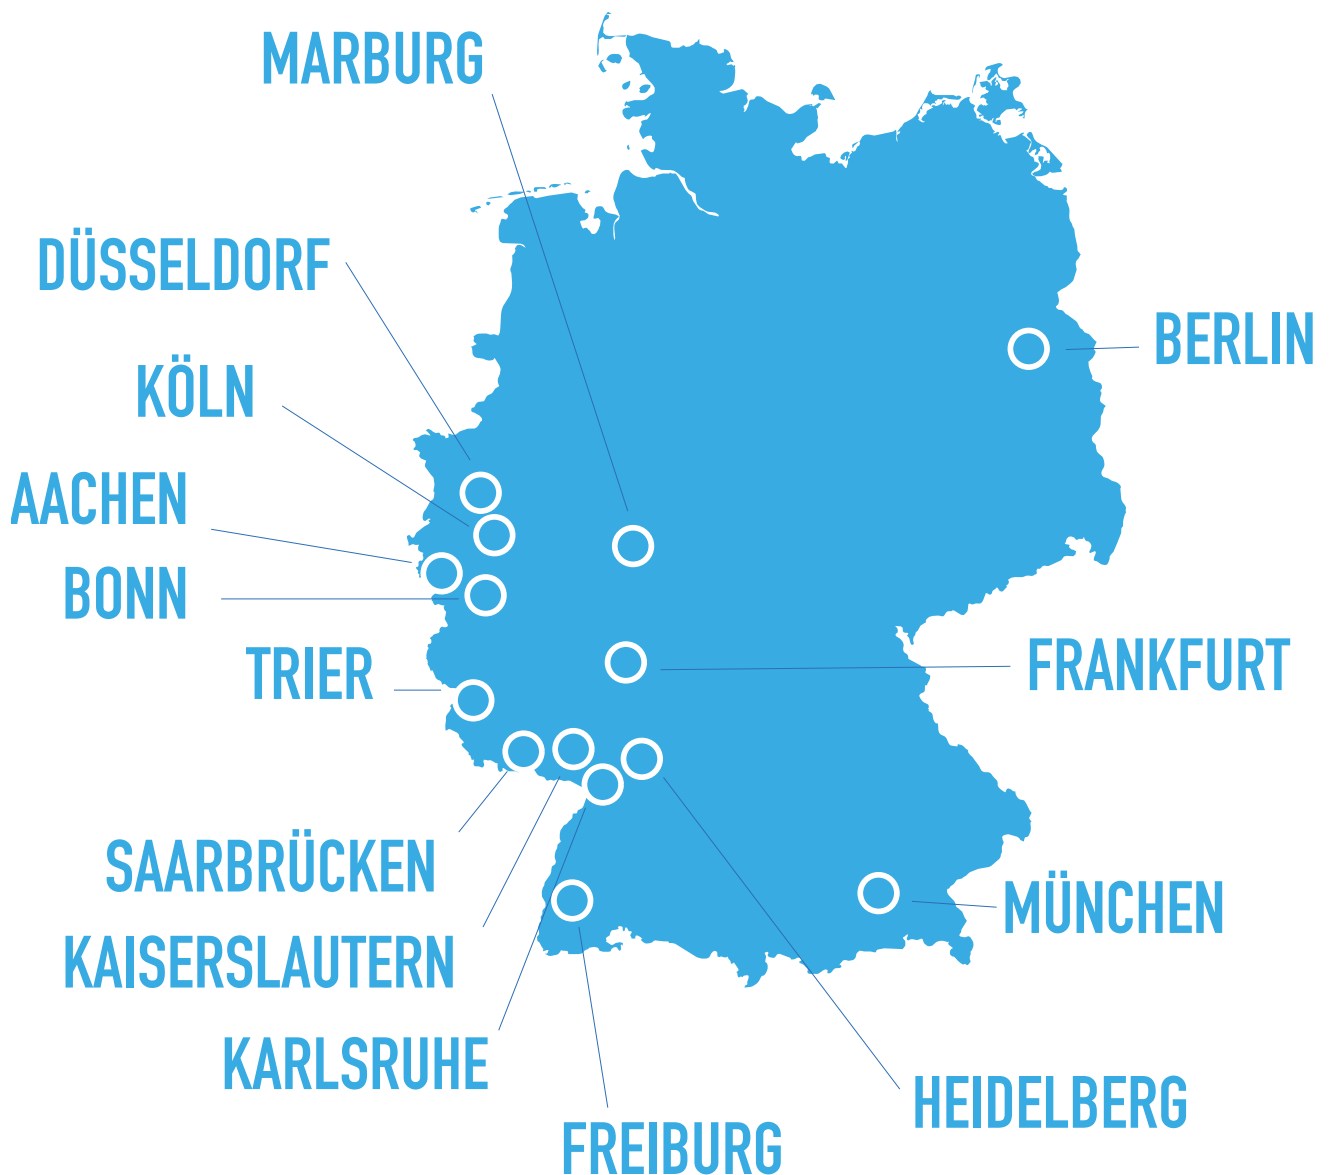 MARBURG
DÜSSELDORF
BERLIN
KÖLN
AACHEN
BONN
TRIER
FRANKFURT
SAARBRÜCKEN
MÜNCHEN
KAISERSLAUTERN
KARLSRUHE
HEIDELBERG
FREIBURG